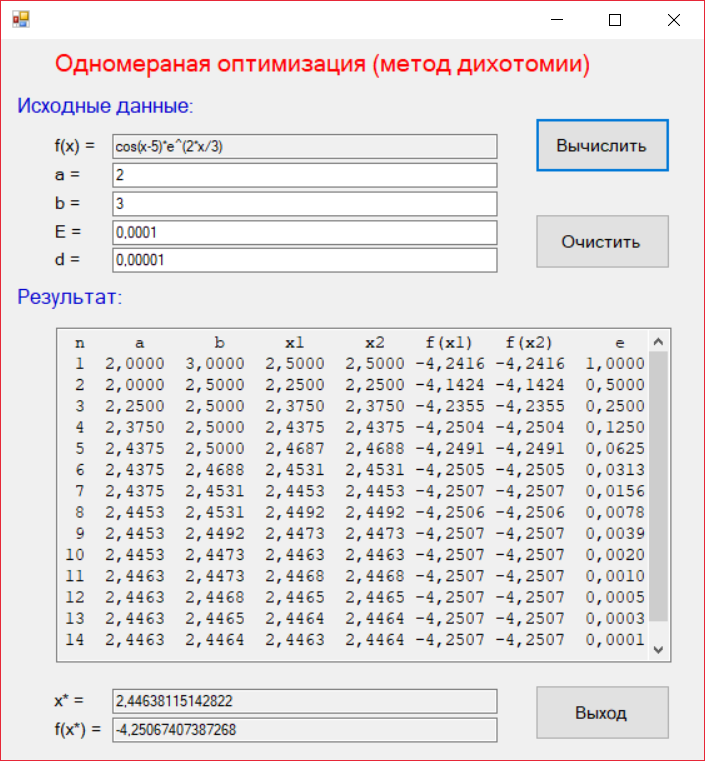 Одномераная оптимизация (метод дихотомии)
Исходные данные:
f(x) = cos(x-5)*e^(2*x/3)
Вычислить
a = 2
b = 3
E = 0,0001
Очистить
d = 0,00001
Результат:
n a b x1 x2 f(x1) f(x2) e
1 2,0000 3,0000 2,5000 2,5000 -4,2416 -4,2416 1,0000
2 2,0000 2,5000 2,2500 2,2500 -4,1424 -4,1424 0,5000
3 2,2500 2,5000 2,3750 2,3750 -4,2355 -4,2355 0,2500
4 2,3750 2,5000 2,4375 2,4375 -4,2504 -4,2504 0,1250
5 2,4375 2,5000 2,4687 2,4688 -4,2491 -4,2491 0,0625
6 2,4375 2,4688 2,4531 2,4531 -4,2505 -4,2505 0,0313
7 2,4375 2,4531 2,4453 2,4453 -4,2507 -4,2507 0,0156
8 2,4453 2,4531 2,4492 2,4492 -4,2506 -4,2506 0,0078
9 2,4453 2,4492 2,4473 2,4473 -4,2507 -4,2507 0,0039
10 2,4453 2,4473 2,4463 2,4463 -4,2507 -4,2507 0,0020
11 2,4463 2,4473 2,4468 2,4468 -4,2507 -4,2507 0,0010
12 2,4463 2,4468 2,4465 2,4465 -4,2507 -4,2507 0,0005
13 2,4463 2,4465 2,4464 2,4464 -4,2507 -4,2507 0,0003
14 2,4463 2,4464 2,4463 2,4464 -4,2507 -4,2507 0,0001
x* = 2,44638115142822
Выход
f(x*) = -4,25067407387268